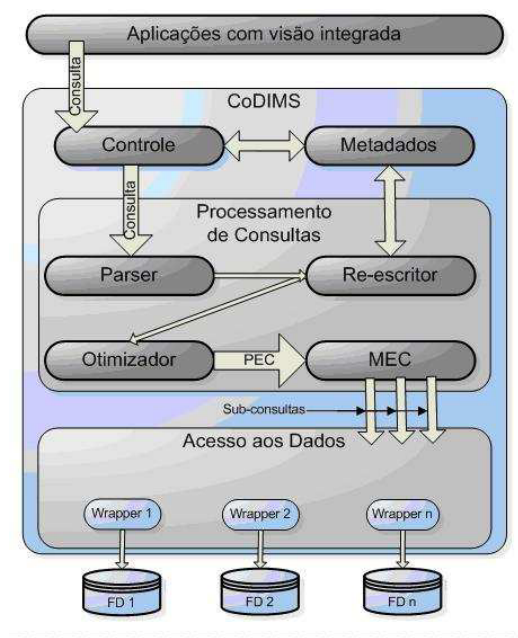 Aplicações com visão integrada
Consulta
CoDIMS
Controle
Metadados
Consulta
Processamento
de Consultas
Parser
Re-escritor
Otimizador
PEC
MEC
Sub-consultas
Acesso aos Dados
Wrapper 1
Wrapper 2
Wrapper n
FD 1
FD 2
FD n